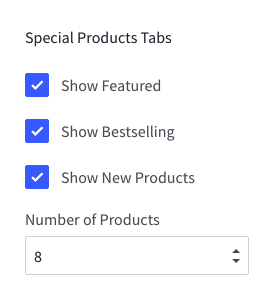 Special Products Tabs
Show Featured
Show Bestselling
Show New Products
Number of Products
8